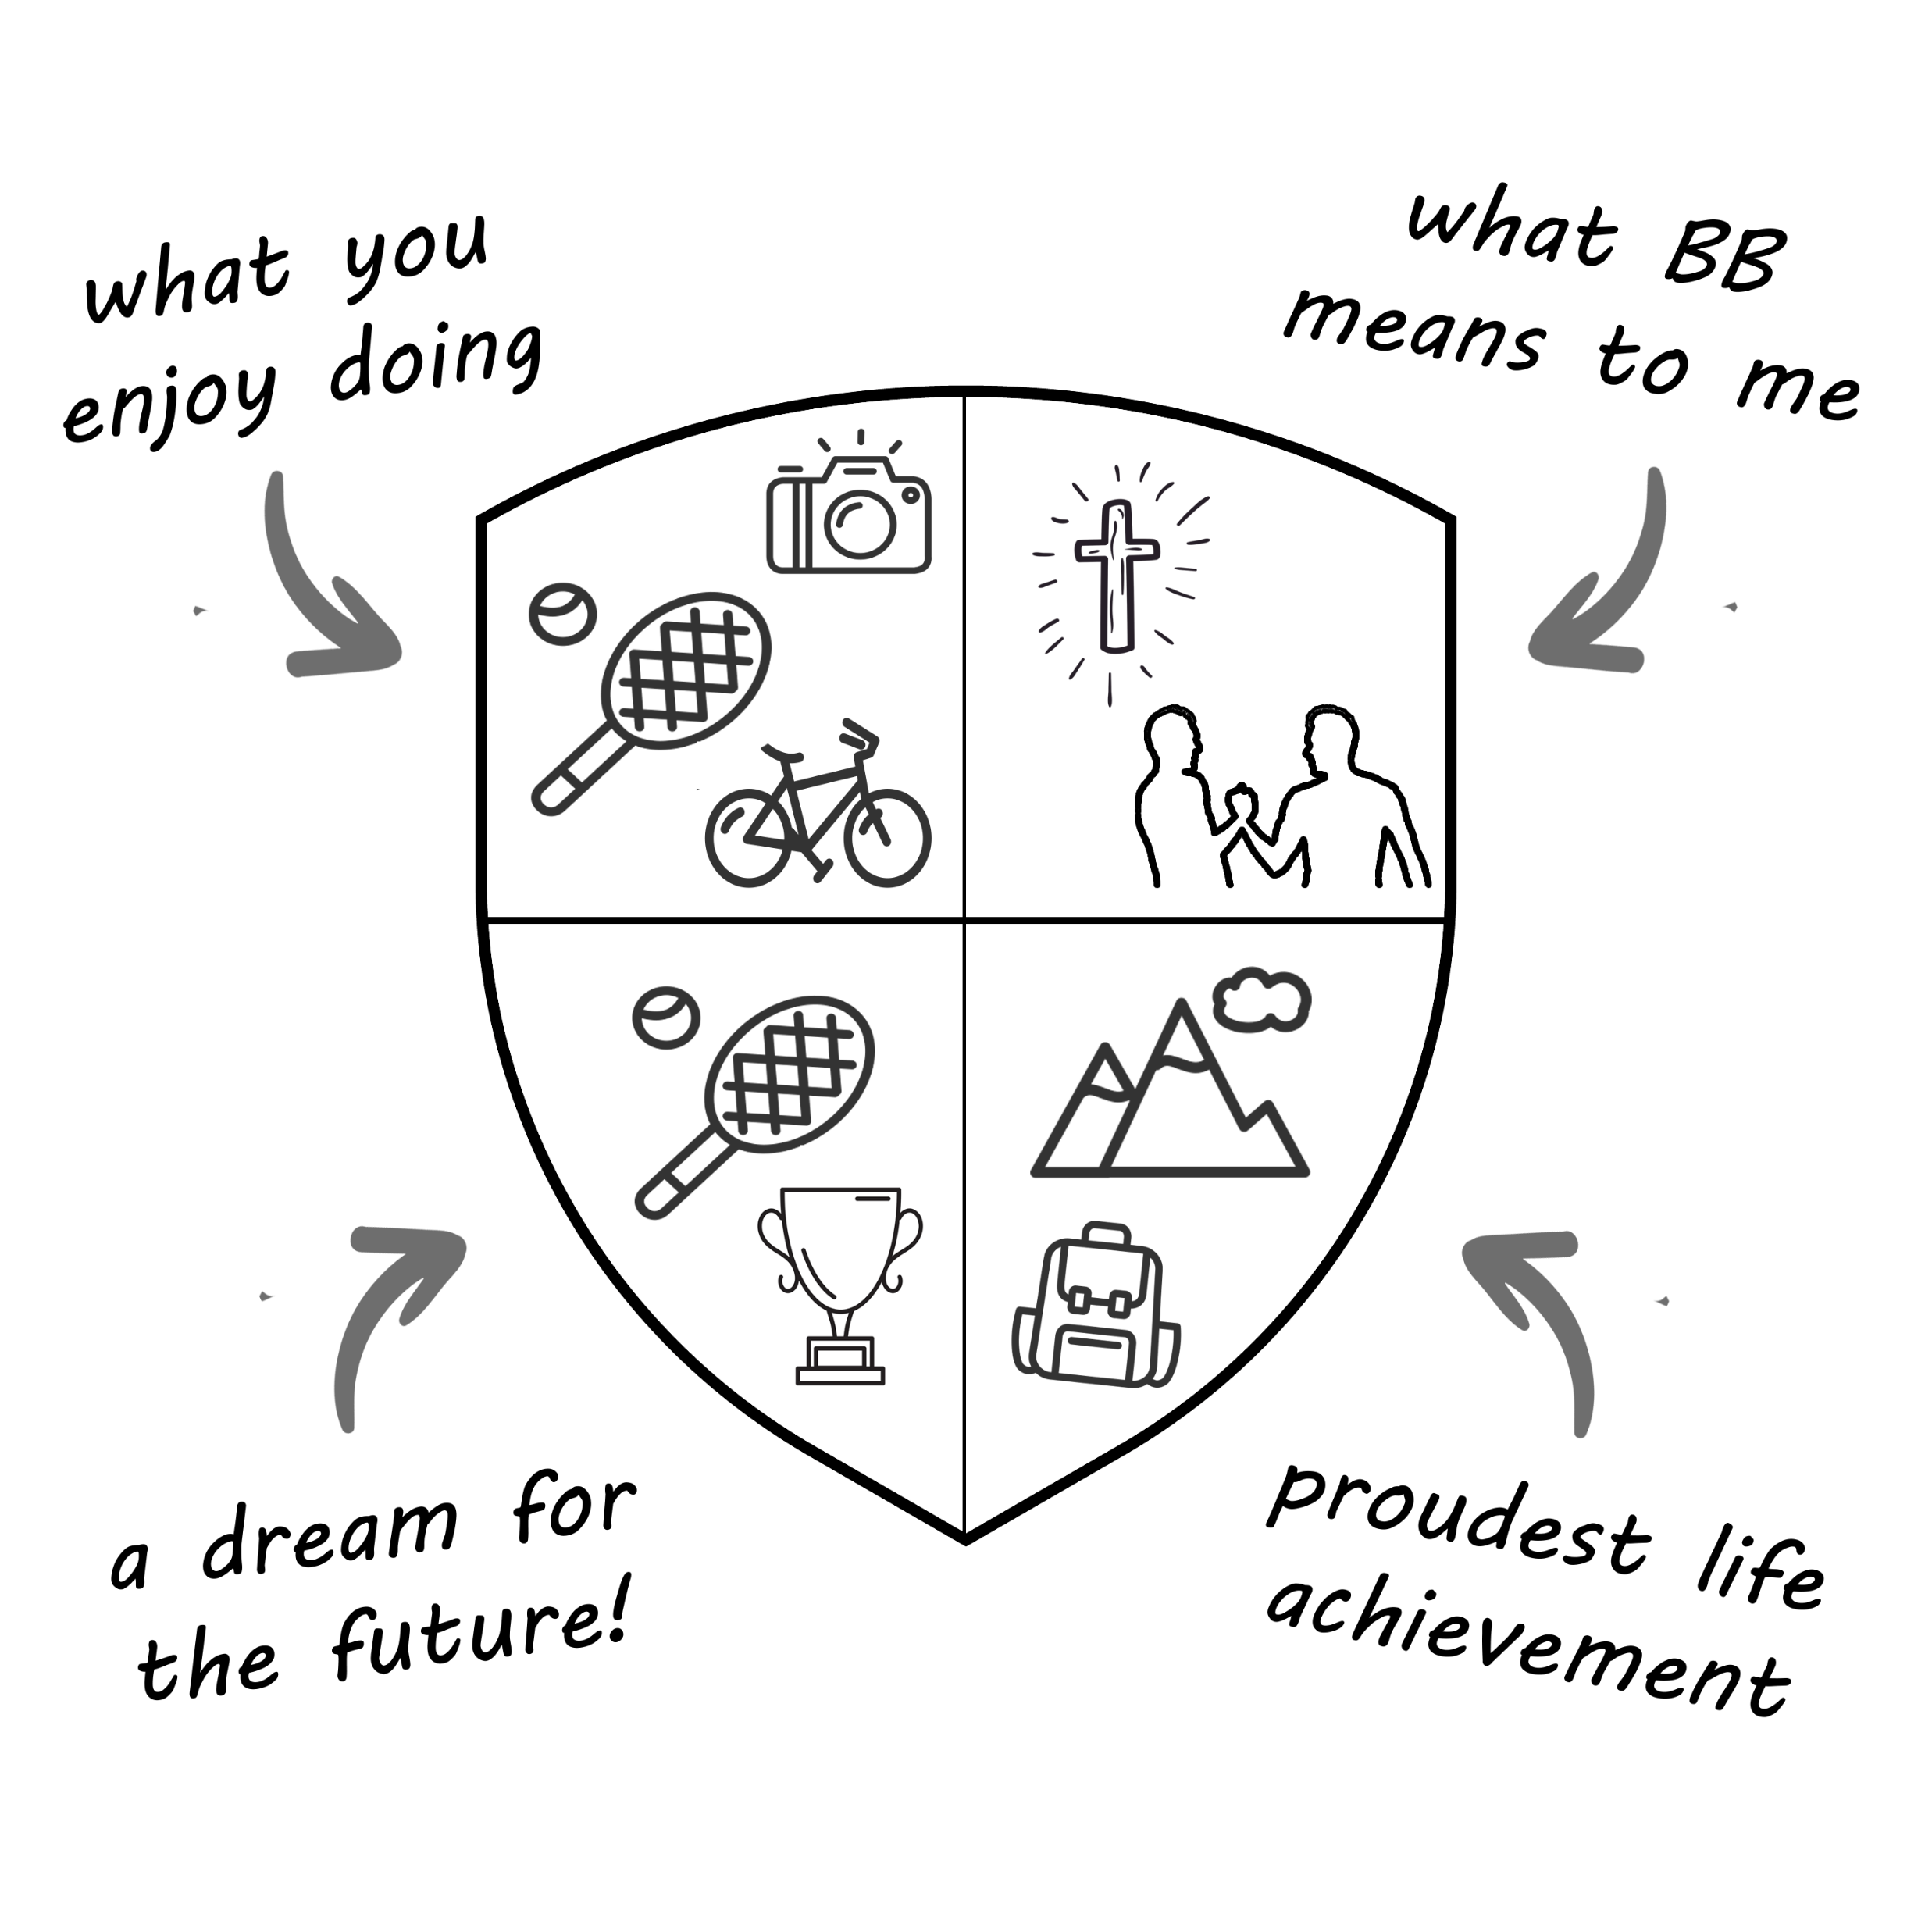 what you
enjoy doing
what BB
means to me
a dream for
the future!
proudest life
achievement